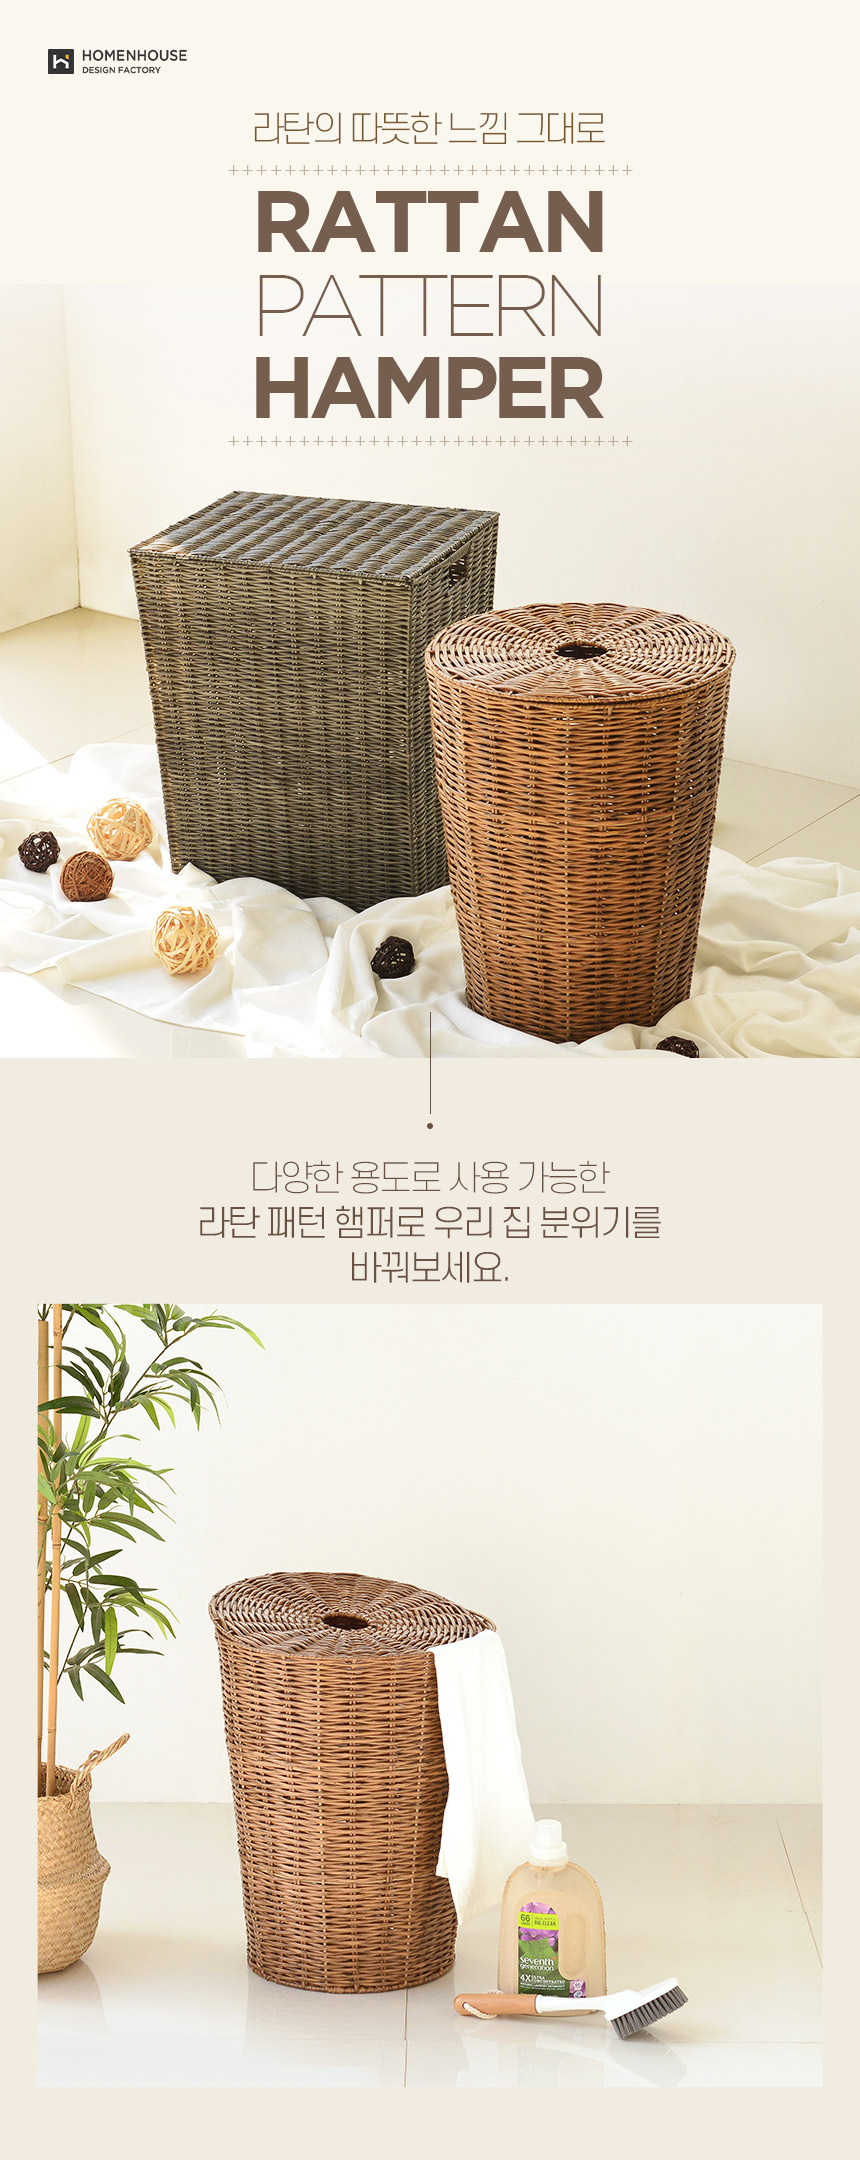 HOMENHOUSE
DESIGN FACTORY
라탄의 따뜻한 느낌 그대로
RATTAN
PATTERN
HAMPER
다양한 용도로 사용 가능한
라탄 패턴 햄퍼로 우리 집 분위기를
바꿔보세요.
66
BIG CLEAN
seventh
generation
4X ULTRA
CONCENTRATED